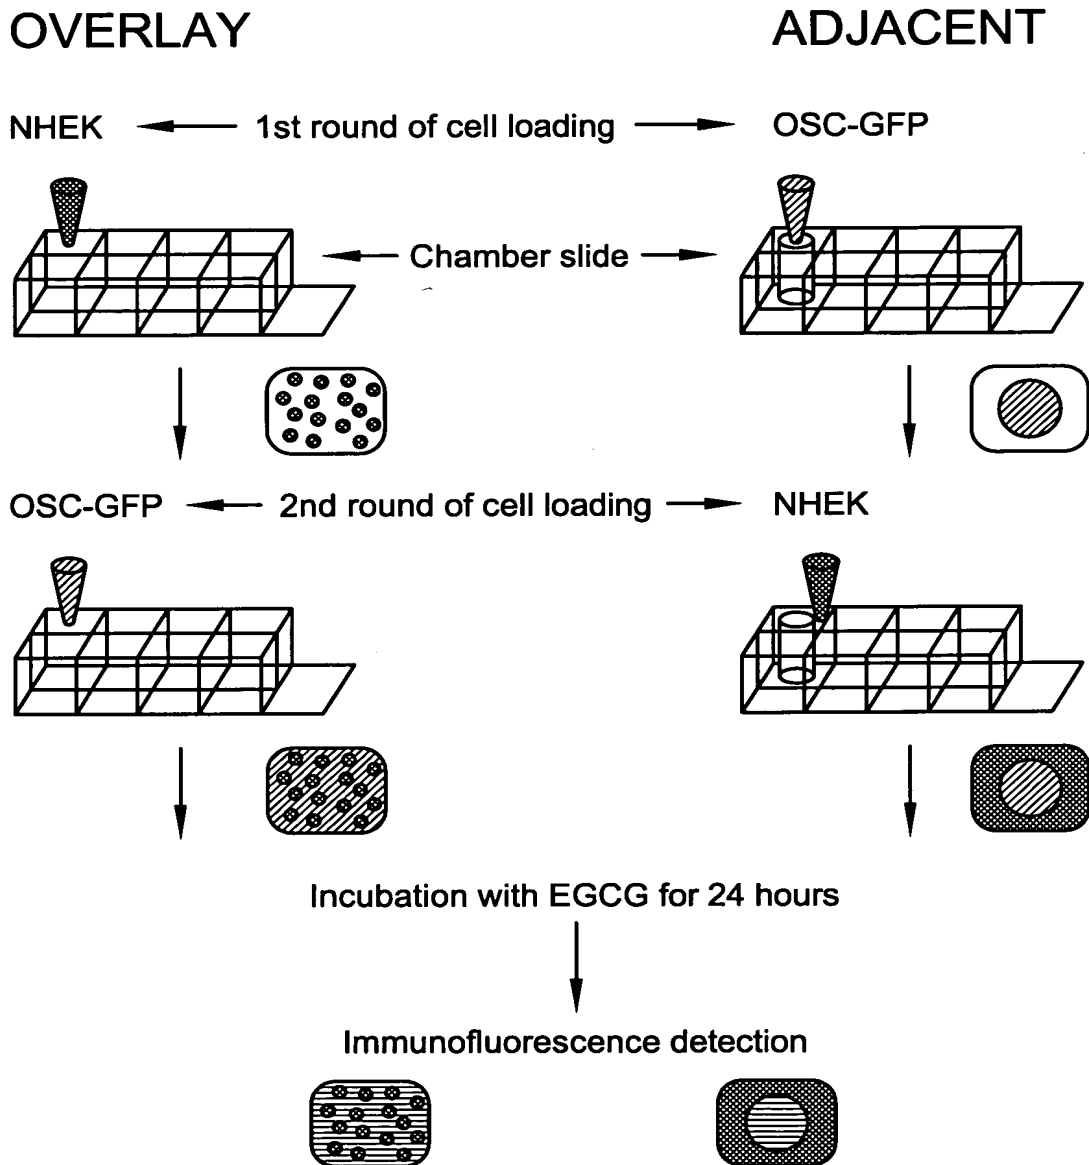 OVERLAY ADJACENT
NHEK 1st round of cell loading OSC-GFP
Chamber slide
OSC-GFP 2nd round of cell loading NHEK
Incubation with EGCG for 24 hours
Immunofluorescence detection